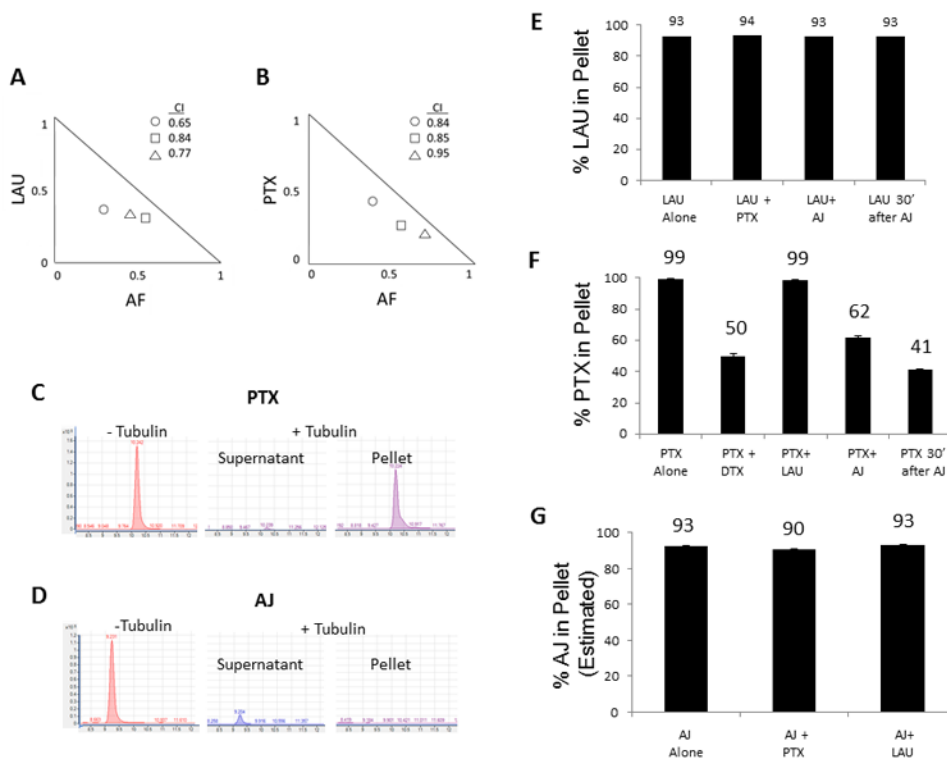 A
CI
0.65
0.84
0.77
1
LAU
0.5
0
0
0.5
1
AF
B
CI
0.84
0.85
0.95
1
PTX
0.5
0
0
0.5
1
AF
C
PTX
- Tubulin
+ Tubulin
Supernatant
Pellet
D
AJ
-Tubulin
+ Tubulin
Supernatant
Pellet
E
% LAU in Pellet
100
80
60
40
20
0
93
94
93
93
LAU Alone
LAU + PTX
LAU+ AJ
LAU 30' after AJ
F
% PTX in Pellet
100
80
60
40
20
0
99
50
99
62
41
PTX Alone
PTX + DTX
PTX+ LAU
PTX+ AJ
PTX 30' after AJ
G
% AJ in Pellet
(Estimated)
100
80
60
40
20
0
93
90
93
AJ Alone
AJ + PTX
AJ+ LAU